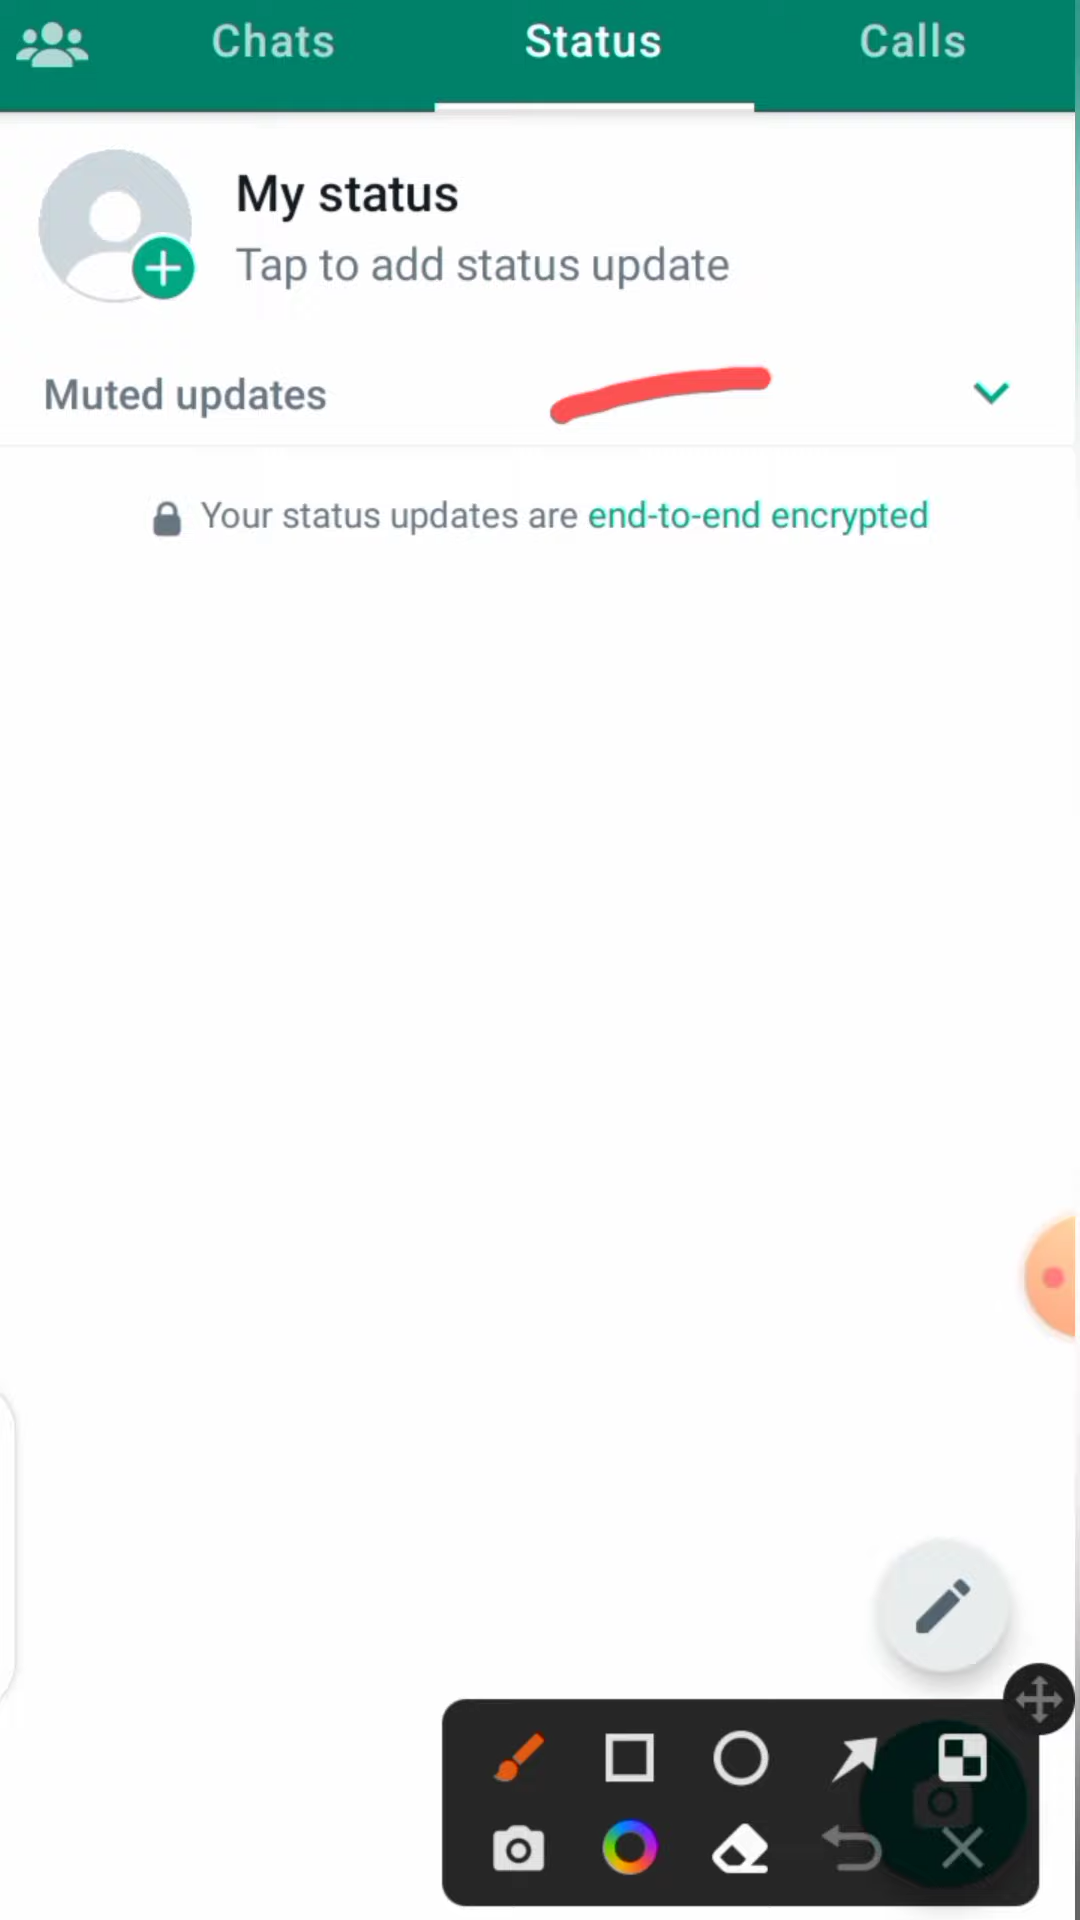 Chats Status Calls
My status
Tap to add status update
Muted updates
Your status updates are end-to-end encrypted